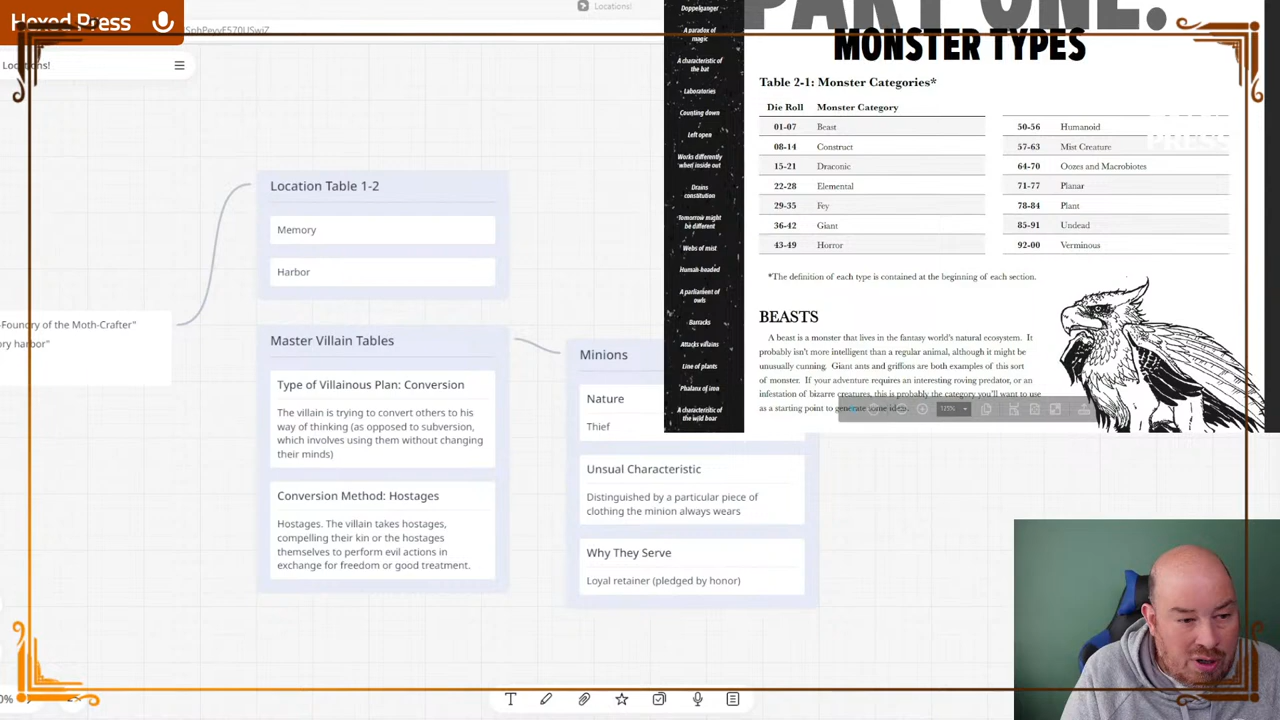 Hexed Press
Locations!
SphPeyyE570USwiZ
Locations!
-Foundry of the Moth-Crafter"
ory harbor"
Location Table 1-2
Memory
Harbor
Master Villain Tables
Type of Villainous Plan: Conversion
The villain is trying to convert others to his
way of thinking (as opposed to subversion,
which involves using them without changing
their minds)
Conversion Method: Hostages
Hostages. The villain takes hostages,
compelling their kin or the hostages
themselves to perform evil actions in
exchange for freedom or good treatment.
Minions
Nature
Thief
Unsual Characteristic
Distinguished by a particular piece of
clothing the minion always wears
Why They Serve
Loyal retainer (pledged by honor)
Doppelganger
A paradox of
magic
A characteristic of
the bat
Laboratories
Counting down
Left open
Works differently
when inside out
Drains
constitution
Tomorrow might
be different
Webs of mist
Human-headed
A parliament of
owls
Barracks
Attacks villains
Line of plants
Phalanx of iron
A characteristic of
the wild boar
PART ONE:
MONSTER TYPES
Table 2-1: Monster Categories*
Die Roll Monster Category
01-07 Beast
08-14 Construct
15-21 Draconic
22-28 Elemental
29-35 Fey
36-42 Giant
43-49 Horror
50-56 Humanoid
57-63 Mist Creature
64-70 Oozes and Macrobiotes
71-77 Planar
78-84 Plant
85-91 Undead
92-00 Verminous
PRESS
*The definition of each type is contained at the beginning of each section.
BEASTS
A beast is a monster that lives in the fantasy world's natural ecosystem. It
probably isn't more intelligent than a regular animal, although it might be
unusually cunning. Giant ants and griffons are both examples of this sort
of monster. If your adventure requires an interesting roving predator, or an
infestation of bizarre creatures, this is probably the category you'll want to use
as a starting point to generate some ideas.
125%
0%
T